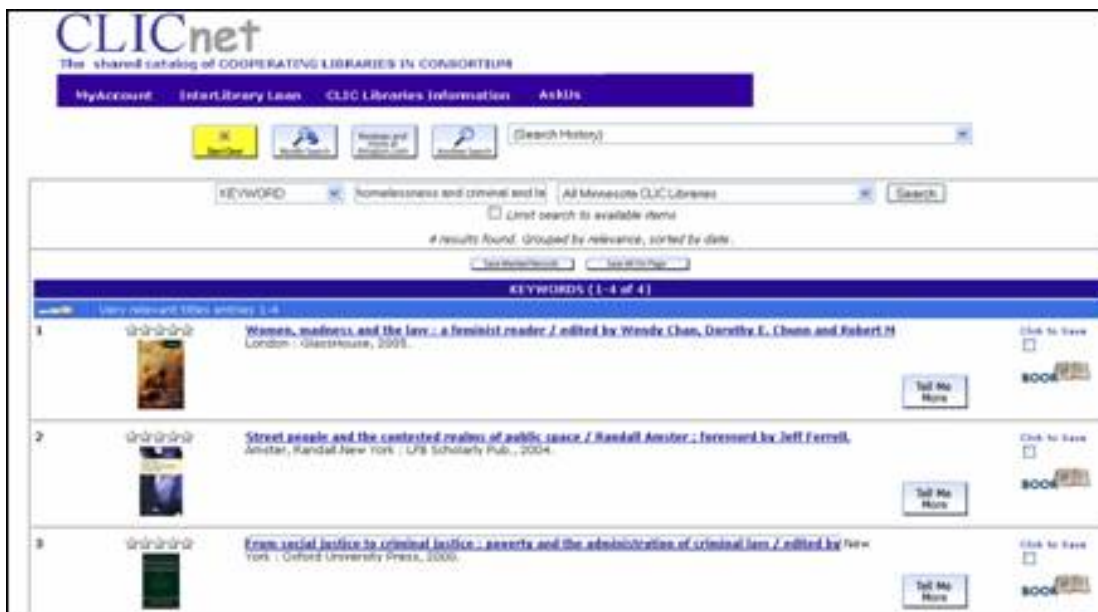 CLICnet
The shared catalog of COOPERATING LIBRARIES IN CONSORTIUM
MyAccount InterLibrary Loan CLIC Libraries Information AskUs
(Search History)
KEYWORD homelessness and criminal and la All Minnesota CLIC Libraries Search
Limit search to available items
4 results found. Grouped by relevance, sorted by date.
Save Marked Records Save All On Page
KEYWORDS (1-4 of 4)
Very relevant titles entries 1-4
1 Women, madness and the law : a feminist reader / edited by Wendy Chan, Dorothy E. Chunn and Robert M Click to Save
London : GlassHouse, 2005.
Tell Me More BOOK
2 Street people and the contested realms of public space / Randall Amster ; foreword by Jeff Ferrell. Click to Save
Amster, Randall New York : LFB Scholarly Pub., 2004.
Tell Me More BOOK
3 From social justice to criminal justice : poverty and the administration of criminal law / edited by New Click to Save
York : Oxford University Press, 2000.
Tell Me More BOOK